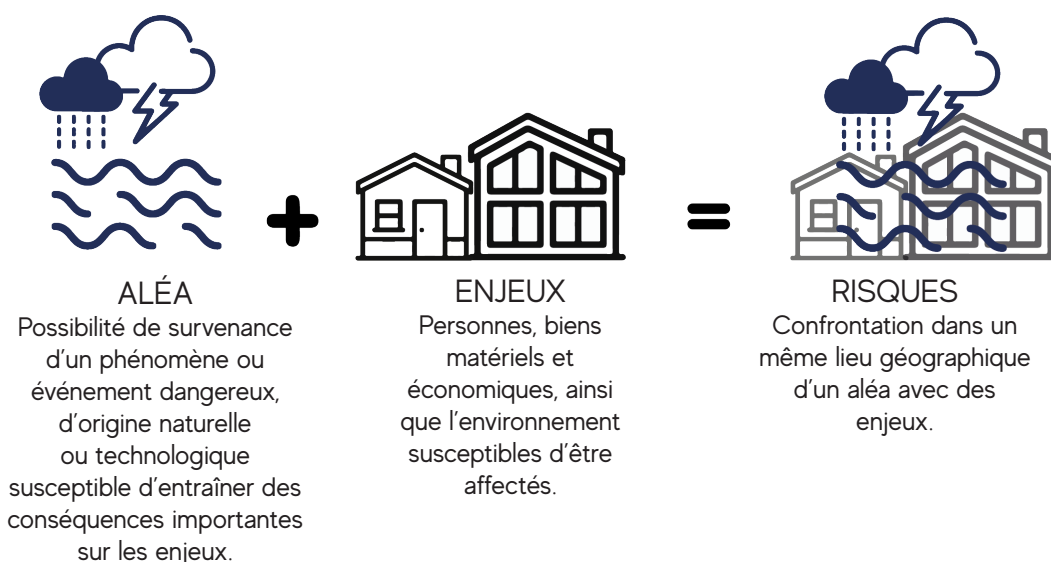 +
=
ALÉA
Possibilité de survenance
d'un phénomène ou
événement dangereux,
d'origine naturelle
ou technologique
susceptible d'entraîner des
conséquences importantes
sur les enjeux.
ENJEUX
Personnes, biens
matériels et
économiques, ainsi
que l'environnement
susceptibles d'être
affectés.
RISQUES
Confrontation dans un
même lieu géographique
d'un aléa avec des
enjeux.